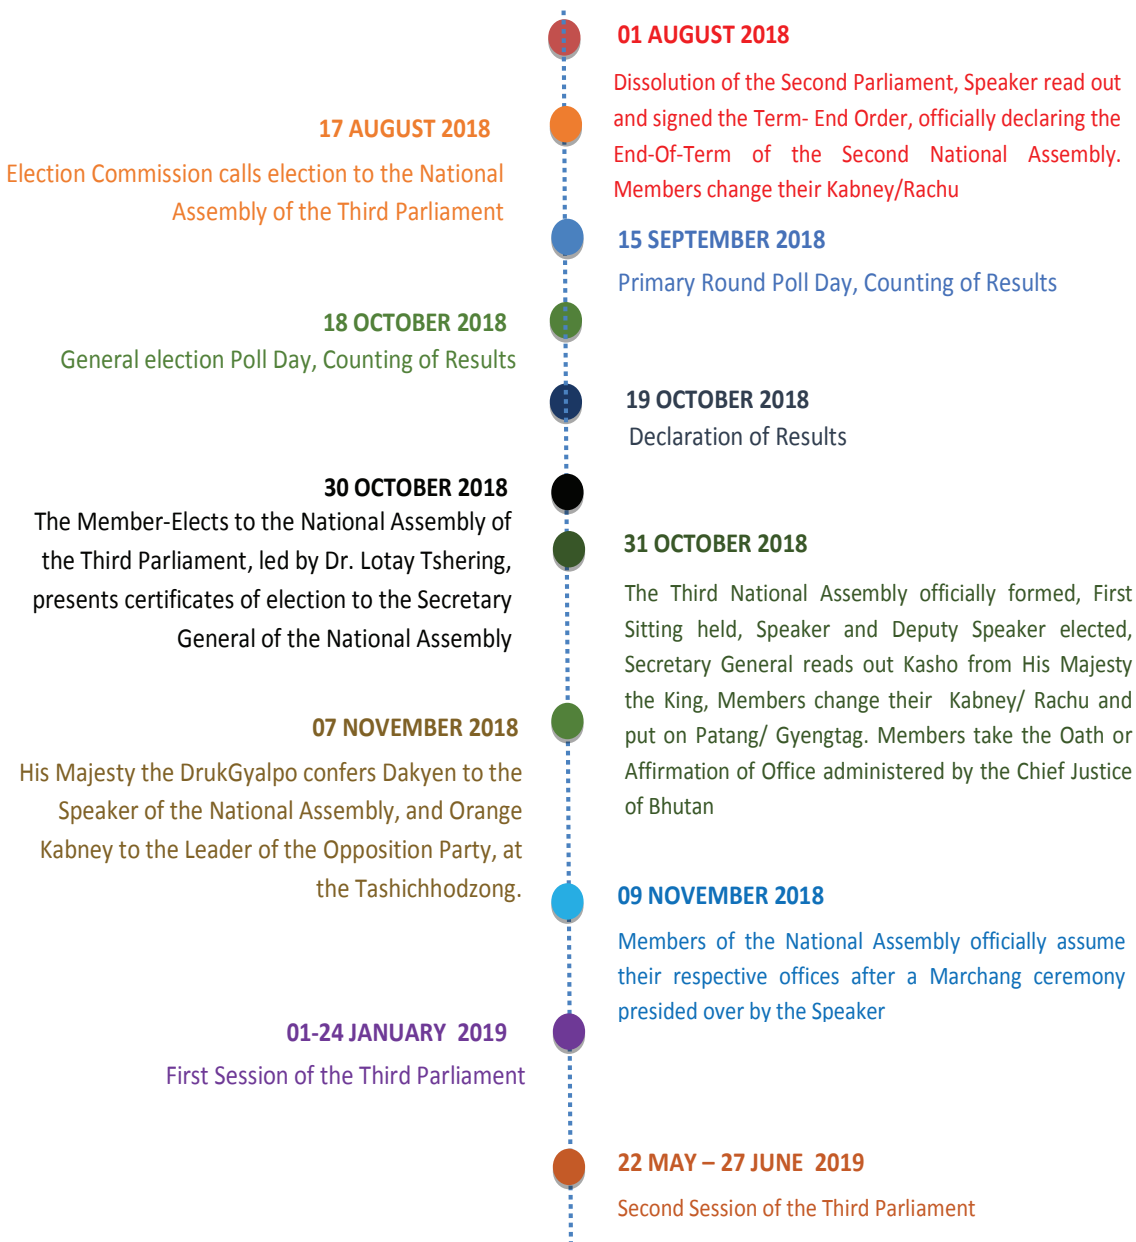 01 AUGUST 2018
Dissolution of the Second Parliament, Speaker read out
and signed the Term- End Order, officially declaring the
End-Of-Term of the Second National Assembly.
Members change their Kabney/Rachu
17 AUGUST 2018
Election Commission calls election to the National
Assembly of the Third Parliament
15 SEPTEMBER 2018
Primary Round Poll Day, Counting of Results
18 OCTOBER 2018
General election Poll Day, Counting of Results
19 OCTOBER 2018
Declaration of Results
30 OCTOBER 2018
The Member-Elects to the National Assembly of
the Third Parliament, led by Dr. Lotay Tshering,
presents certificates of election to the Secretary
General of the National Assembly
31 OCTOBER 2018
The Third National Assembly officially formed, First
Sitting held, Speaker and Deputy Speaker elected,
Secretary General reads out Kasho from His Majesty
the King, Members change their Kabney/ Rachu and
put on Patang/ Gyengtag. Members take the Oath or
Affirmation of Office administered by the Chief Justice
of Bhutan
07 NOVEMBER 2018
His Majesty the DrukGyalpo confers Dakyen to the
Speaker of the National Assembly, and Orange
Kabney to the Leader of the Opposition Party, at
the Tashichhodzong.
09 NOVEMBER 2018
Members of the National Assembly officially assume
their respective offices after a Marchang ceremony
presided over by the Speaker
01-24 JANUARY 2019
First Session of the Third Parliament
22 MAY – 27 JUNE 2019
Second Session of the Third Parliament